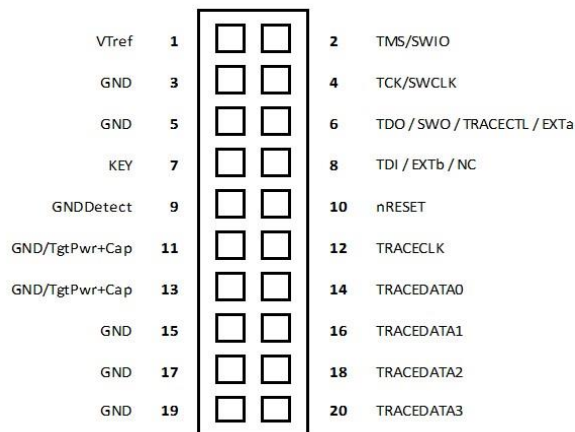 VTref 1 2 TMS/SWIO
GND 3 4 TCK/SWCLK
GND 5 6 TDO / SWO / TRACECTL / EXTa
KEY 7 8 TDI / EXTb / NC
GNDDetect 9 10 nRESET
GND/TgtPwr+Cap 11 12 TRACECLK
GND/TgtPwr+Cap 13 14 TRACEDATA0
GND 15 16 TRACEDATA1
GND 17 18 TRACEDATA2
GND 19 20 TRACEDATA3